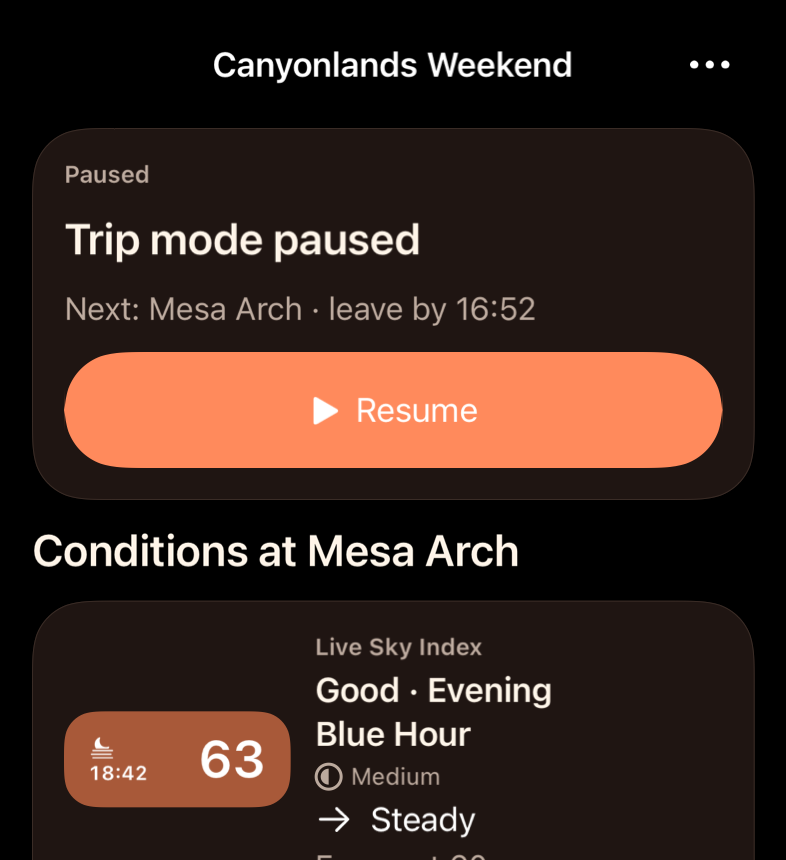 Canyonlands Weekend
Paused
Trip mode paused
Next: Mesa Arch · leave by 16:52
Resume
Conditions at Mesa Arch
Live Sky Index
Good · Evening
Blue Hour
18:42
63
Medium
Steady